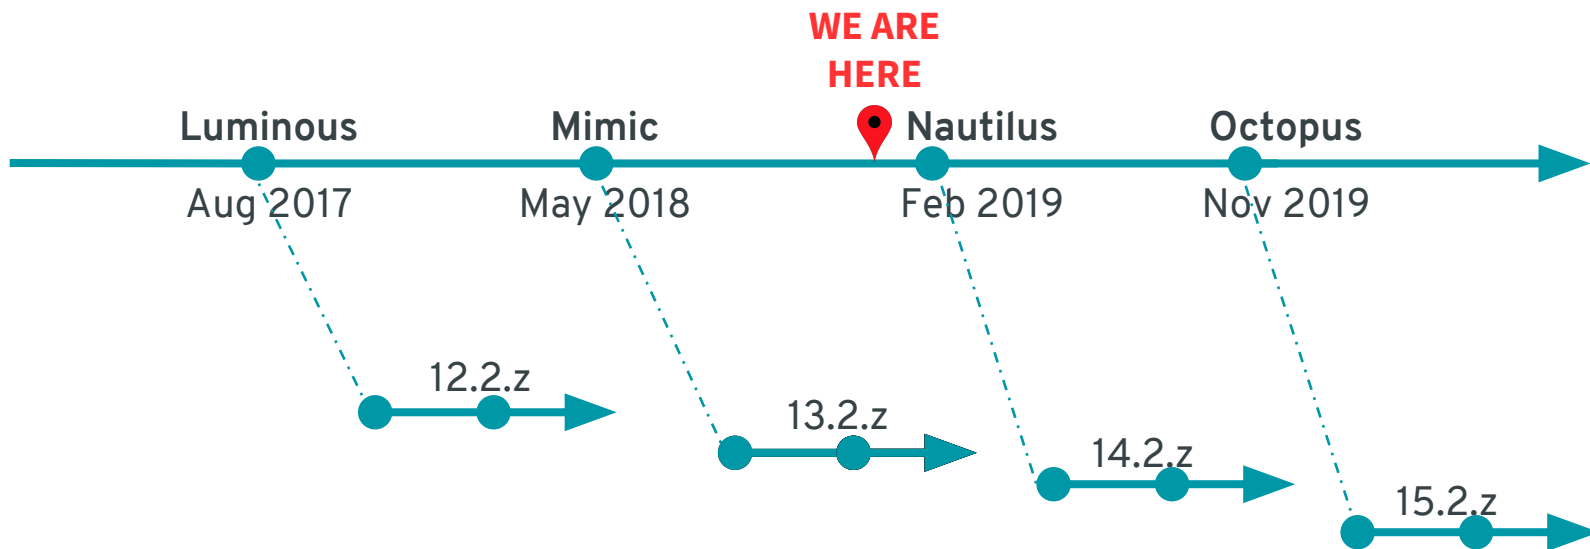 WE ARE
HERE
Luminous
Mimic
Nautilus
Octopus
Aug 2017
May 2018
Feb 2019
Nov 2019
12.2.z
13.2.z
14.2.z
15.2.z